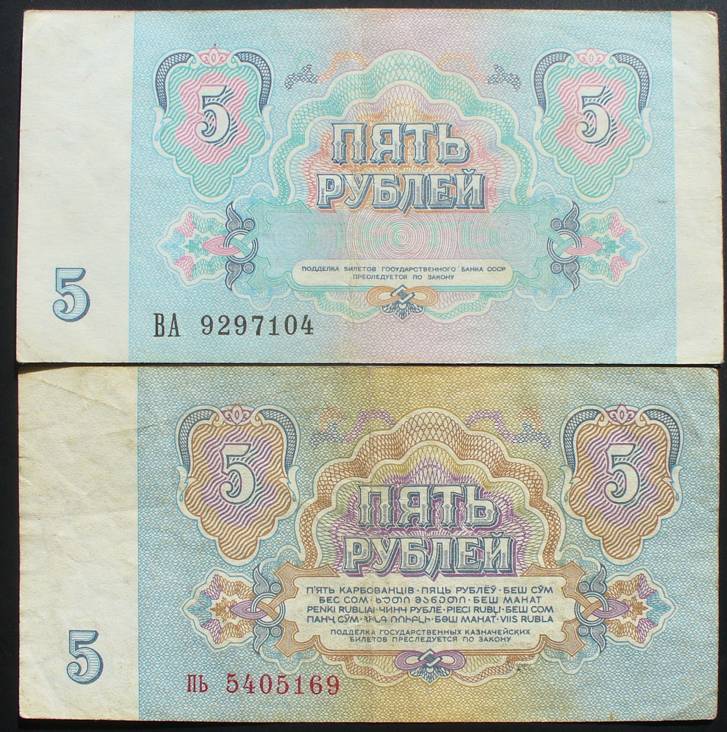 5 5
ПЯТЬ
РУБЛЕЙ
ПОДДЕЛКА БИЛЕТОВ ГОСУДАРСТВЕННОГО БАНКА СССР
ПРЕСЛЕДУЕТСЯ ПО ЗАКОНУ
5
ВА 9297104
5 5
ПЯТЬ
РУБЛЕЙ
П'ЯТЬ КАРБОВАНЦІВ · ПЯЦЬ РУБЛЁЎ · БЕШ СЎМ
БЕС СОМ · ხუთი მანეთი · БЕШ МАНАТ
PENKI RUBLIAI · ЧИНЧ РУБЛЕ · PIECI RUBĻI · БЕШ СОМ
ПАНҶ СӮМ · ՀԻՆԳ ՌՈՒԲԼԻ · БӘШ МАНАТ · VIIS RUBLA
ПОДДЕЛКА ГОСУДАРСТВЕННЫХ КАЗНАЧЕЙСКИХ
БИЛЕТОВ ПРЕСЛЕДУЕТСЯ ПО ЗАКОНУ
5
пь 5405169